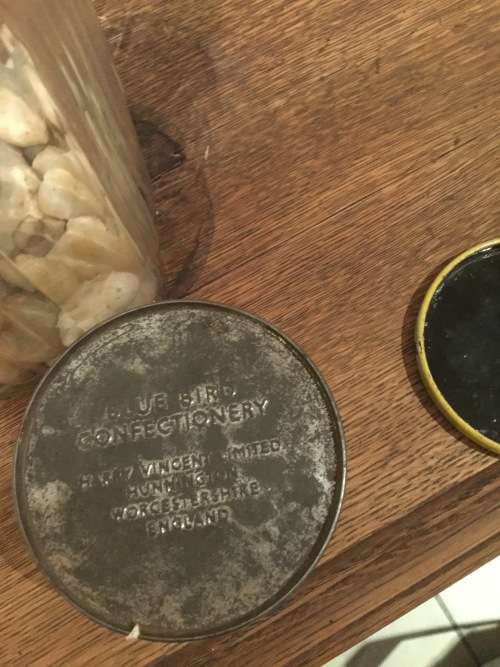 BLUE BIRD
CONFECTIONERY
HARRY VINCENT LIMITED
HUNNINGTON
WORCESTERSHIRE
ENGLAND